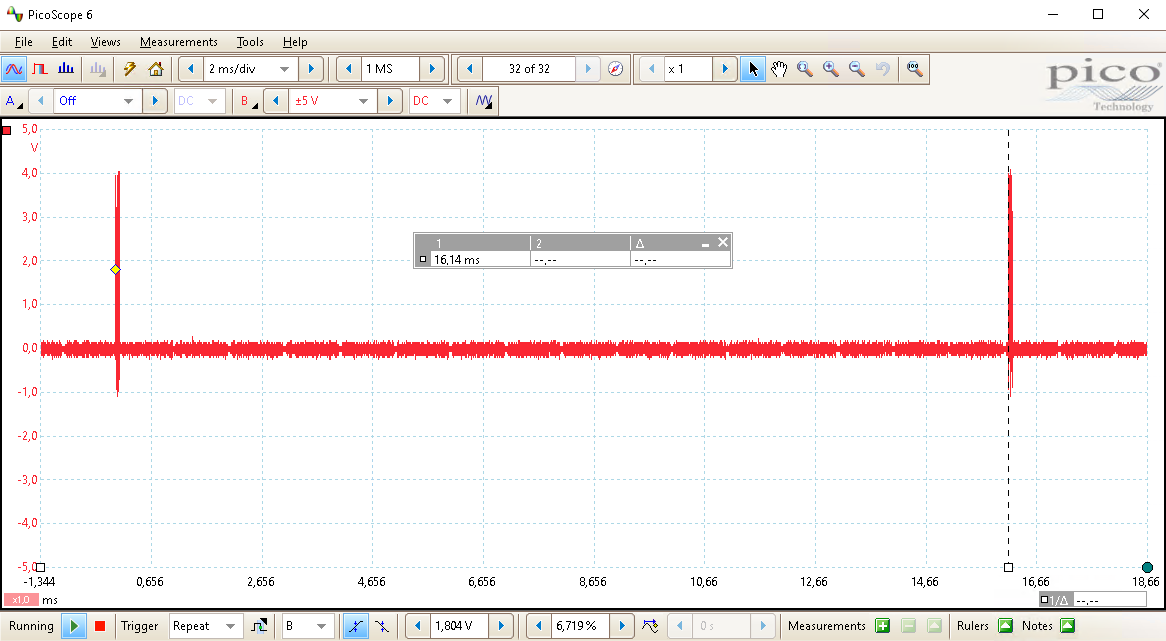 PicoScope 6
File Edit Views Measurements Tools Help
2 ms/div 1 MS 32 of 32 x 1
pico
Technology
A Off DC B ±5 V DC
5,0
V
4,0
3,0
2,0
1,0
0,0
-1,0
-2,0
-3,0
-4,0
-5,0
1 2 Δ
16,14 ms --,-- --,--
-1,344 0,656 2,656 4,656 6,656 8,656 10,66 12,66 14,66 16,66 18,66
x1,0 ms
1/Δ --,--
Running Trigger Repeat B 1,804 V 6,719 % 0 s Measurements Rulers Notes